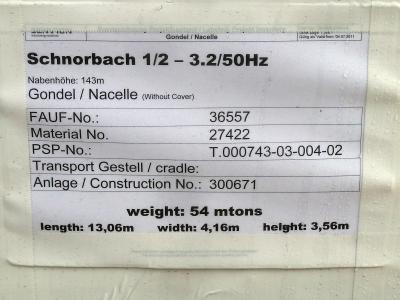 Gondel / Nacelle
Schnorbach 1/2 – 3.2/50Hz
Nabenhöhe: 143m
Gondel / Nacelle (Without Cover)
FAUF-No.: 36557
Material No. 27422
PSP-No.: T.000743-03-004-02
Transport Gestell / cradle:
Anlage / Construction No.: 300671
weight: 54 mtons
length: 13,06m width: 4,16m height: 3,56m